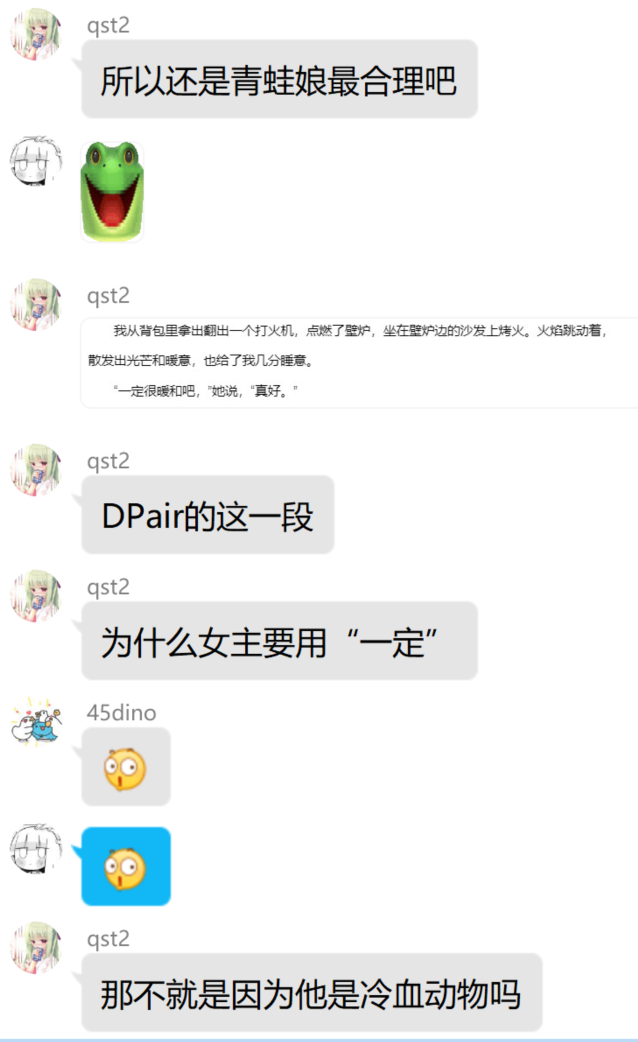 qst2
所以还是青蛙娘最合理吧
qst2
我从背包里拿出翻出一个打火机，点燃了壁炉，坐在壁炉边的沙发上烤火。火焰跳动着，
散发出光芒和暖意，也给了我几分睡意。
“一定很暖和吧，”她说，“真好。”
qst2
DPair的这一段
qst2
为什么女主要用“一定”
45dino
qst2
那不就是因为他是冷血动物吗